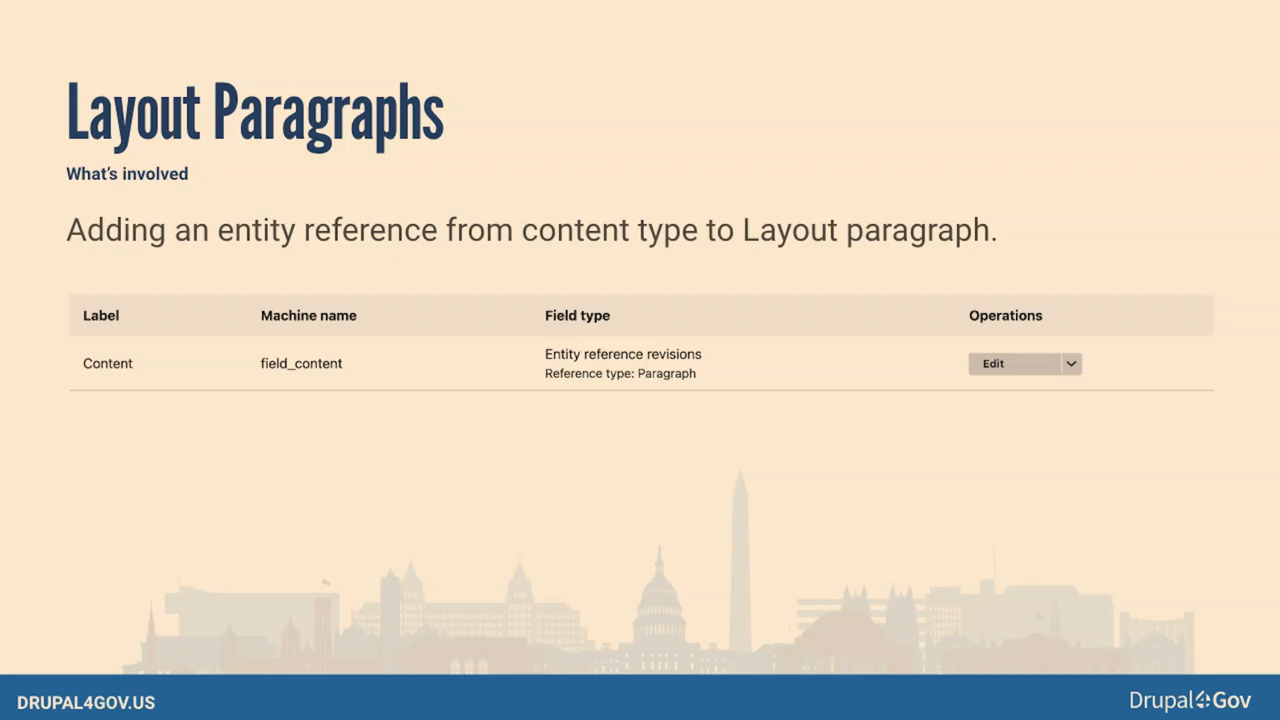 Layout Paragraphs
What's involved
Adding an entity reference from content type to Layout paragraph.
Label Machine name Field type Operations
Content field_content Entity reference revisions Edit
Reference type: Paragraph
DRUPAL4GOV.US Drupal4Gov